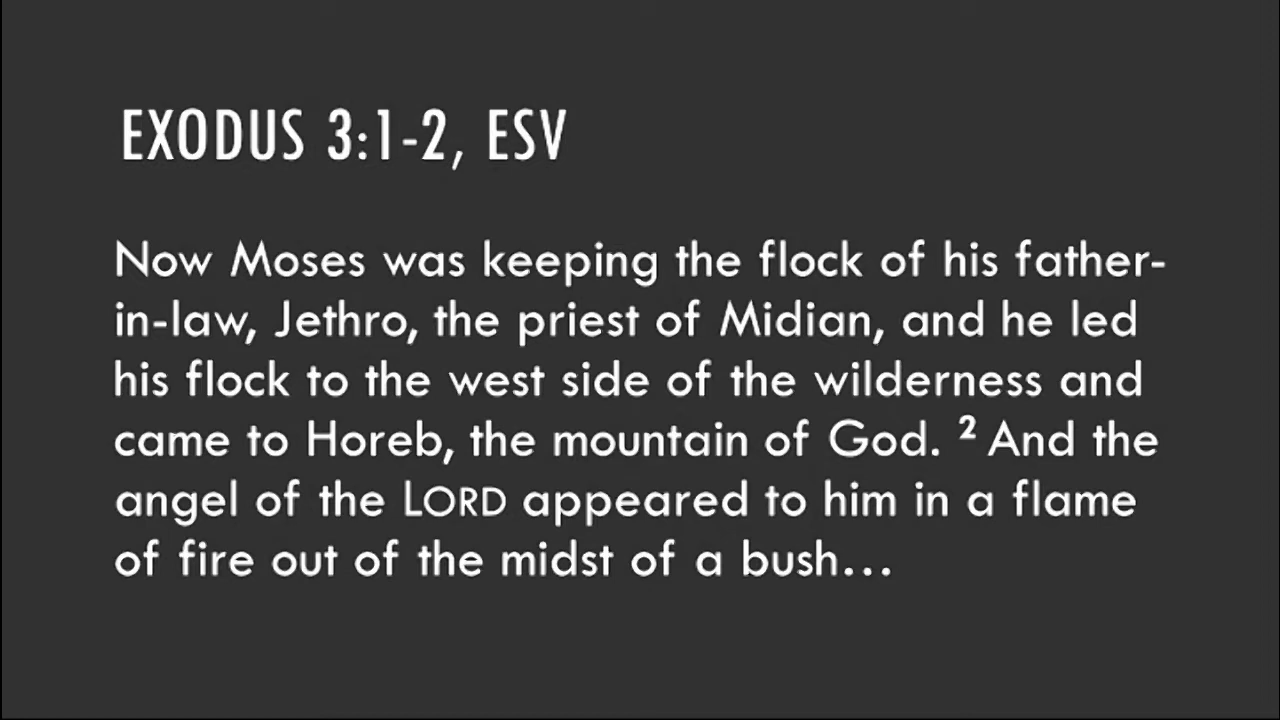 EXODUS 3:1-2, ESV
Now Moses was keeping the flock of his father-
in-law, Jethro, the priest of Midian, and he led
his flock to the west side of the wilderness and
came to Horeb, the mountain of God. ² And the
angel of the LORD appeared to him in a flame
of fire out of the midst of a bush…